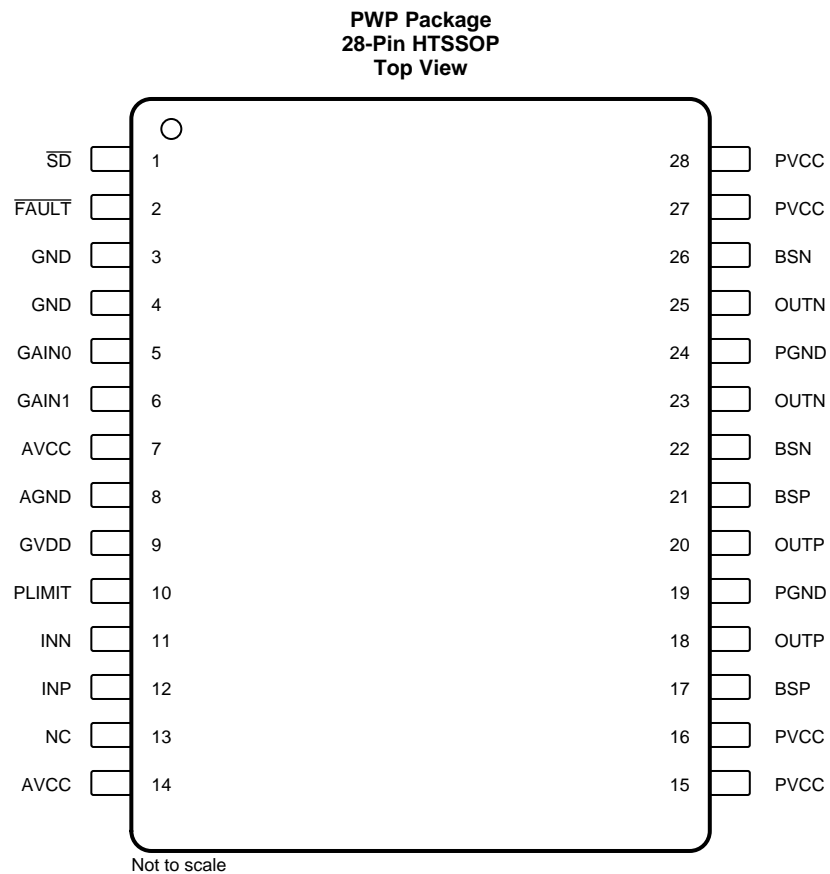 PWP Package
28-Pin HTSSOP
Top View
S̅D̅ 1 28 PVCC
F̅A̅U̅L̅T̅ 2 27 PVCC
GND 3 26 BSN
GND 4 25 OUTN
GAIN0 5 24 PGND
GAIN1 6 23 OUTN
AVCC 7 22 BSN
AGND 8 21 BSP
GVDD 9 20 OUTP
PLIMIT 10 19 PGND
INN 11 18 OUTP
INP 12 17 BSP
NC 13 16 PVCC
AVCC 14 15 PVCC
Not to scale